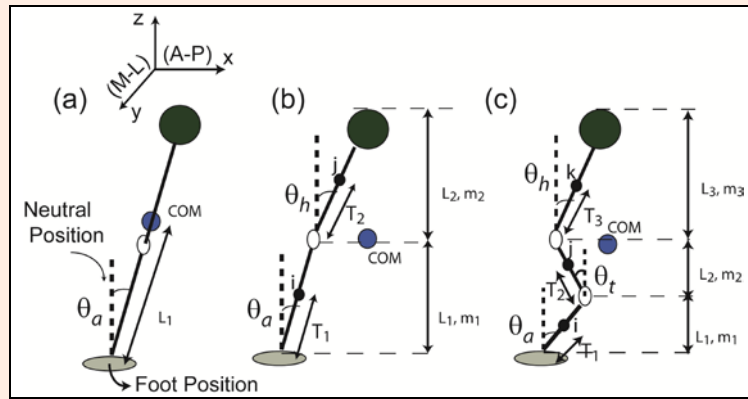 z
(A-P)
x
(M-L)
y
(a)
Neutral
Position
θa
COM
L1
Foot Position
(b)
θh
j
T2
COM
i
θa
T1
L2, m2
L1, m1
(c)
θh
k
T3
COM
j
T2
θt
θa
i
T1
L3, m3
L2, m2
L1, m1